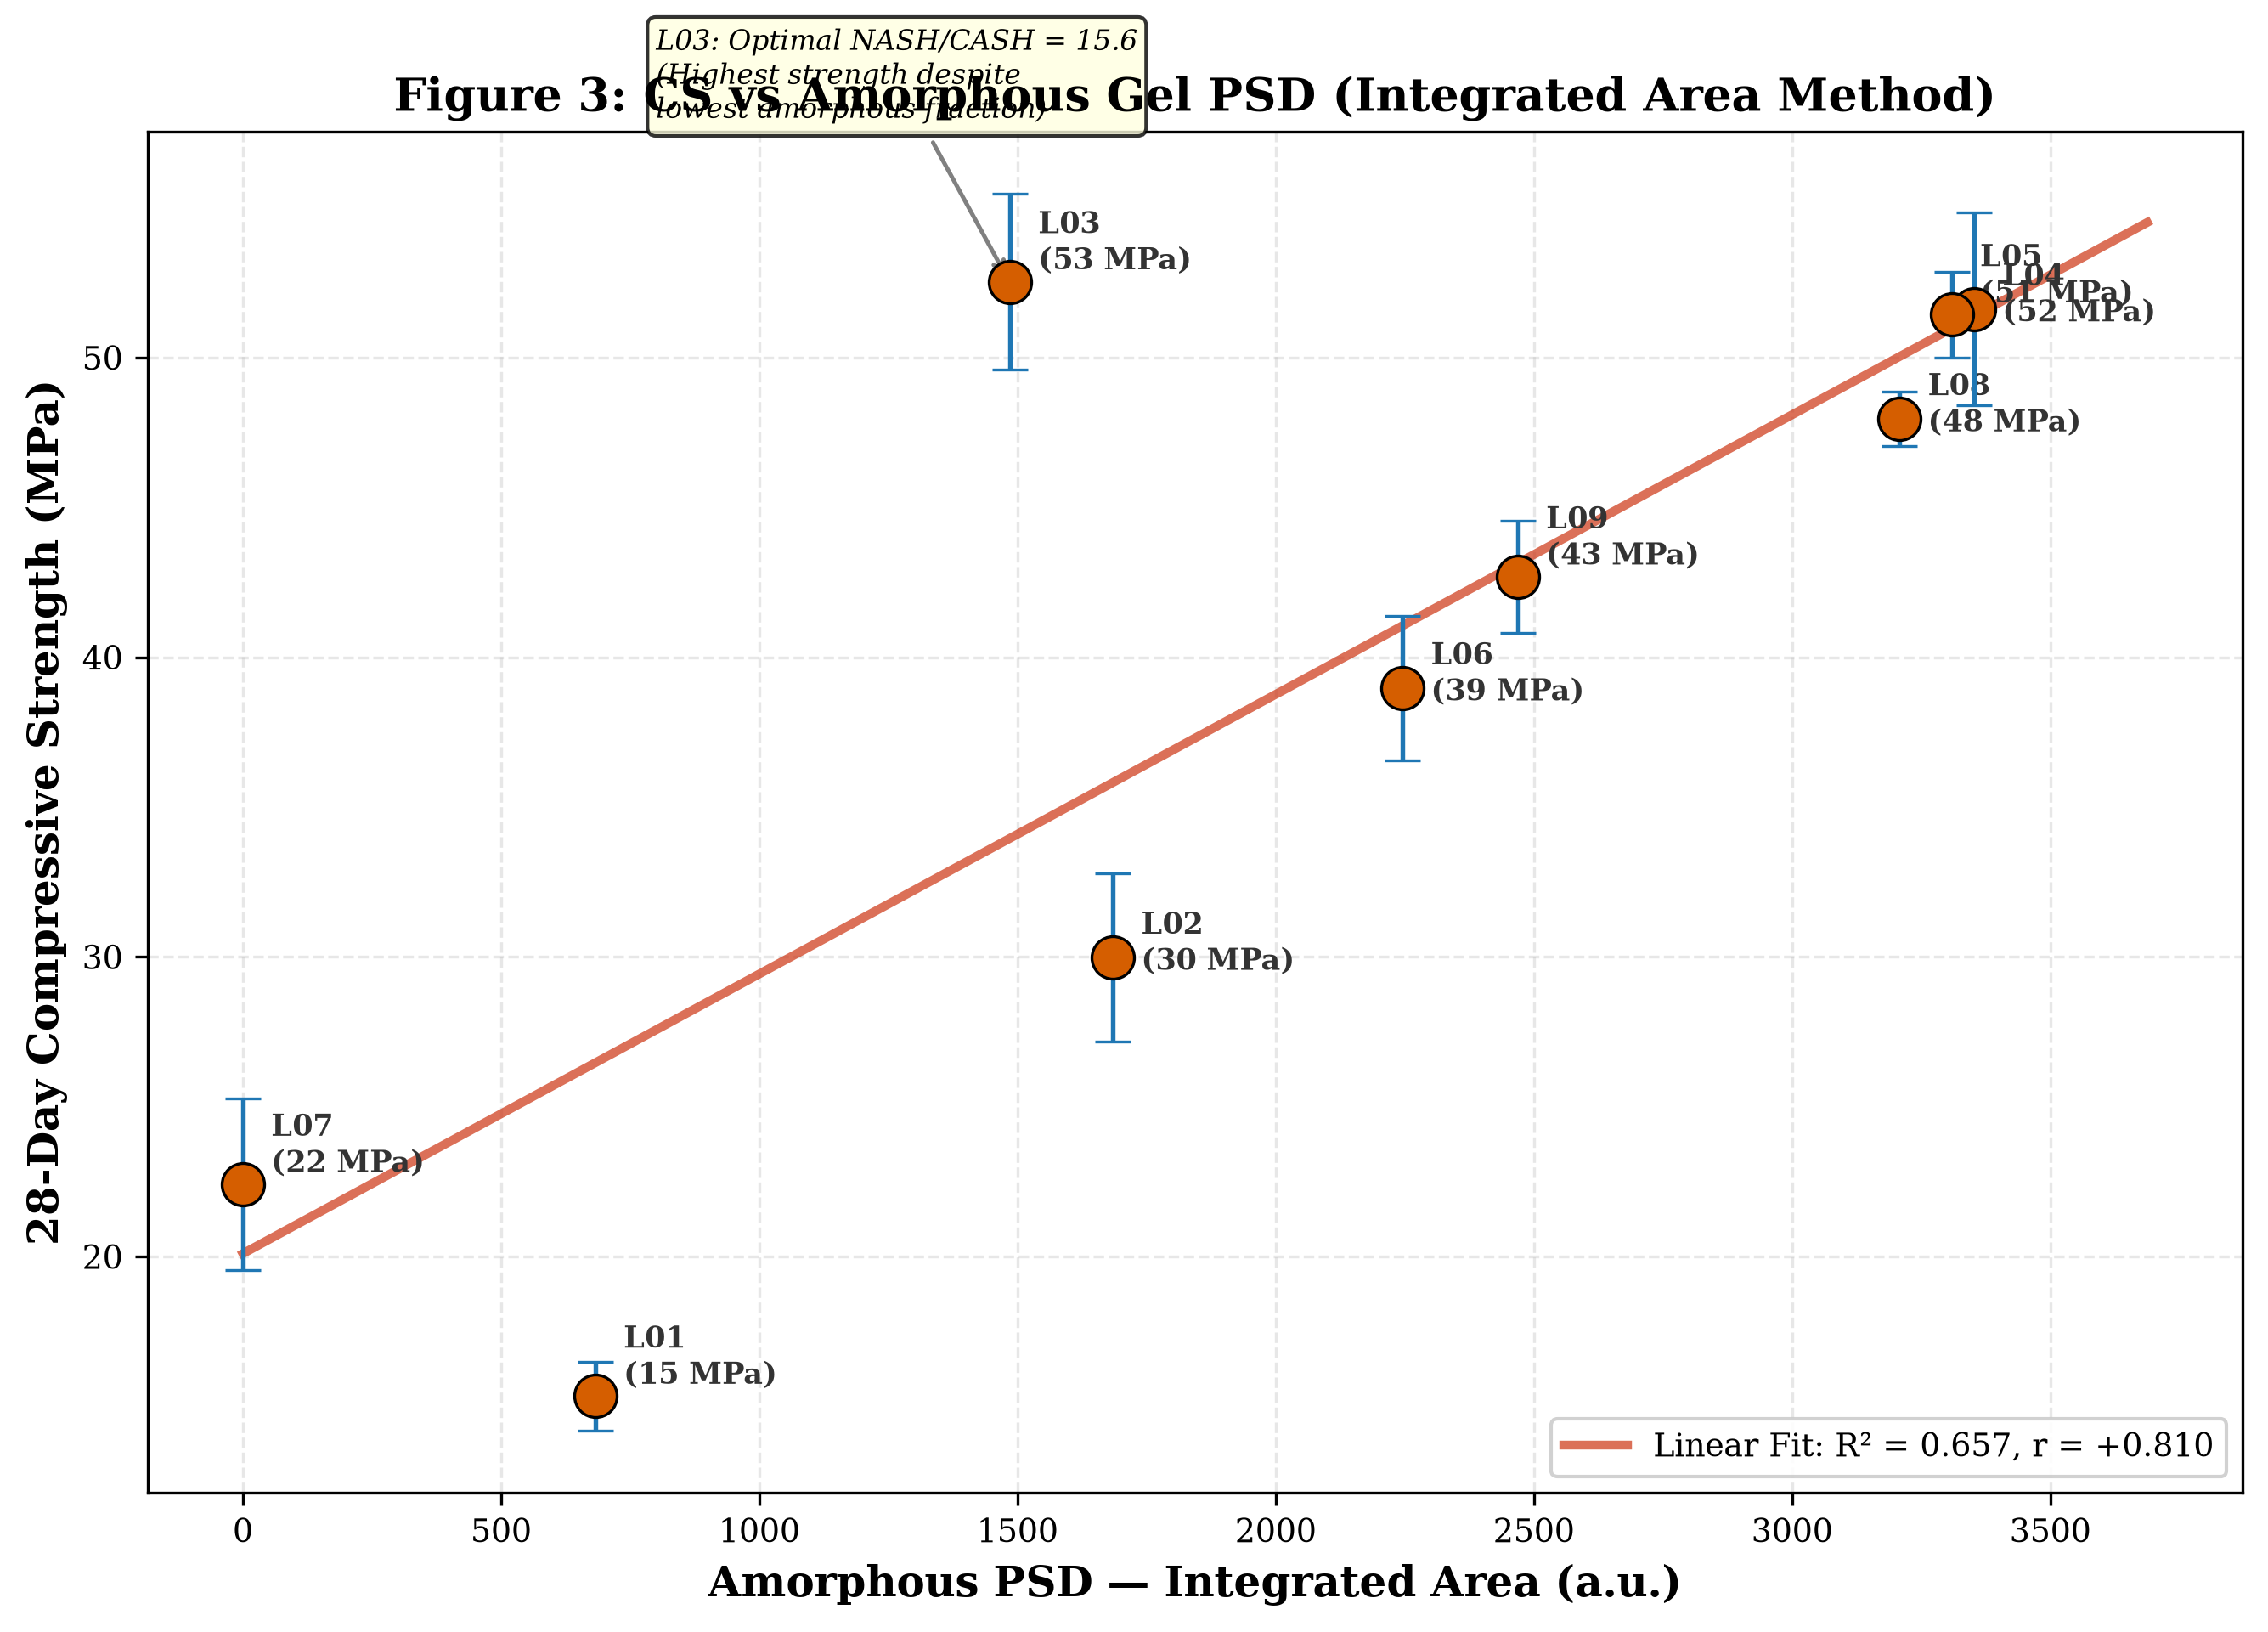 L03: Optimal NASH/CASH = 15.6
(Highest strength despite
lowest amorphous fraction)
Figure 3: CS vs Amorphous Gel PSD (Integrated Area Method)
28-Day Compressive Strength (MPa)
50
40
30
20
L03
(53 MPa)
L05
(51 MPa)
L04
(52 MPa)
L08
(48 MPa)
L09
(43 MPa)
L06
(39 MPa)
L02
(30 MPa)
L07
(22 MPa)
L01
(15 MPa)
Linear Fit: R² = 0.657, r = +0.810
0 500 1000 1500 2000 2500 3000 3500
Amorphous PSD — Integrated Area (a.u.)